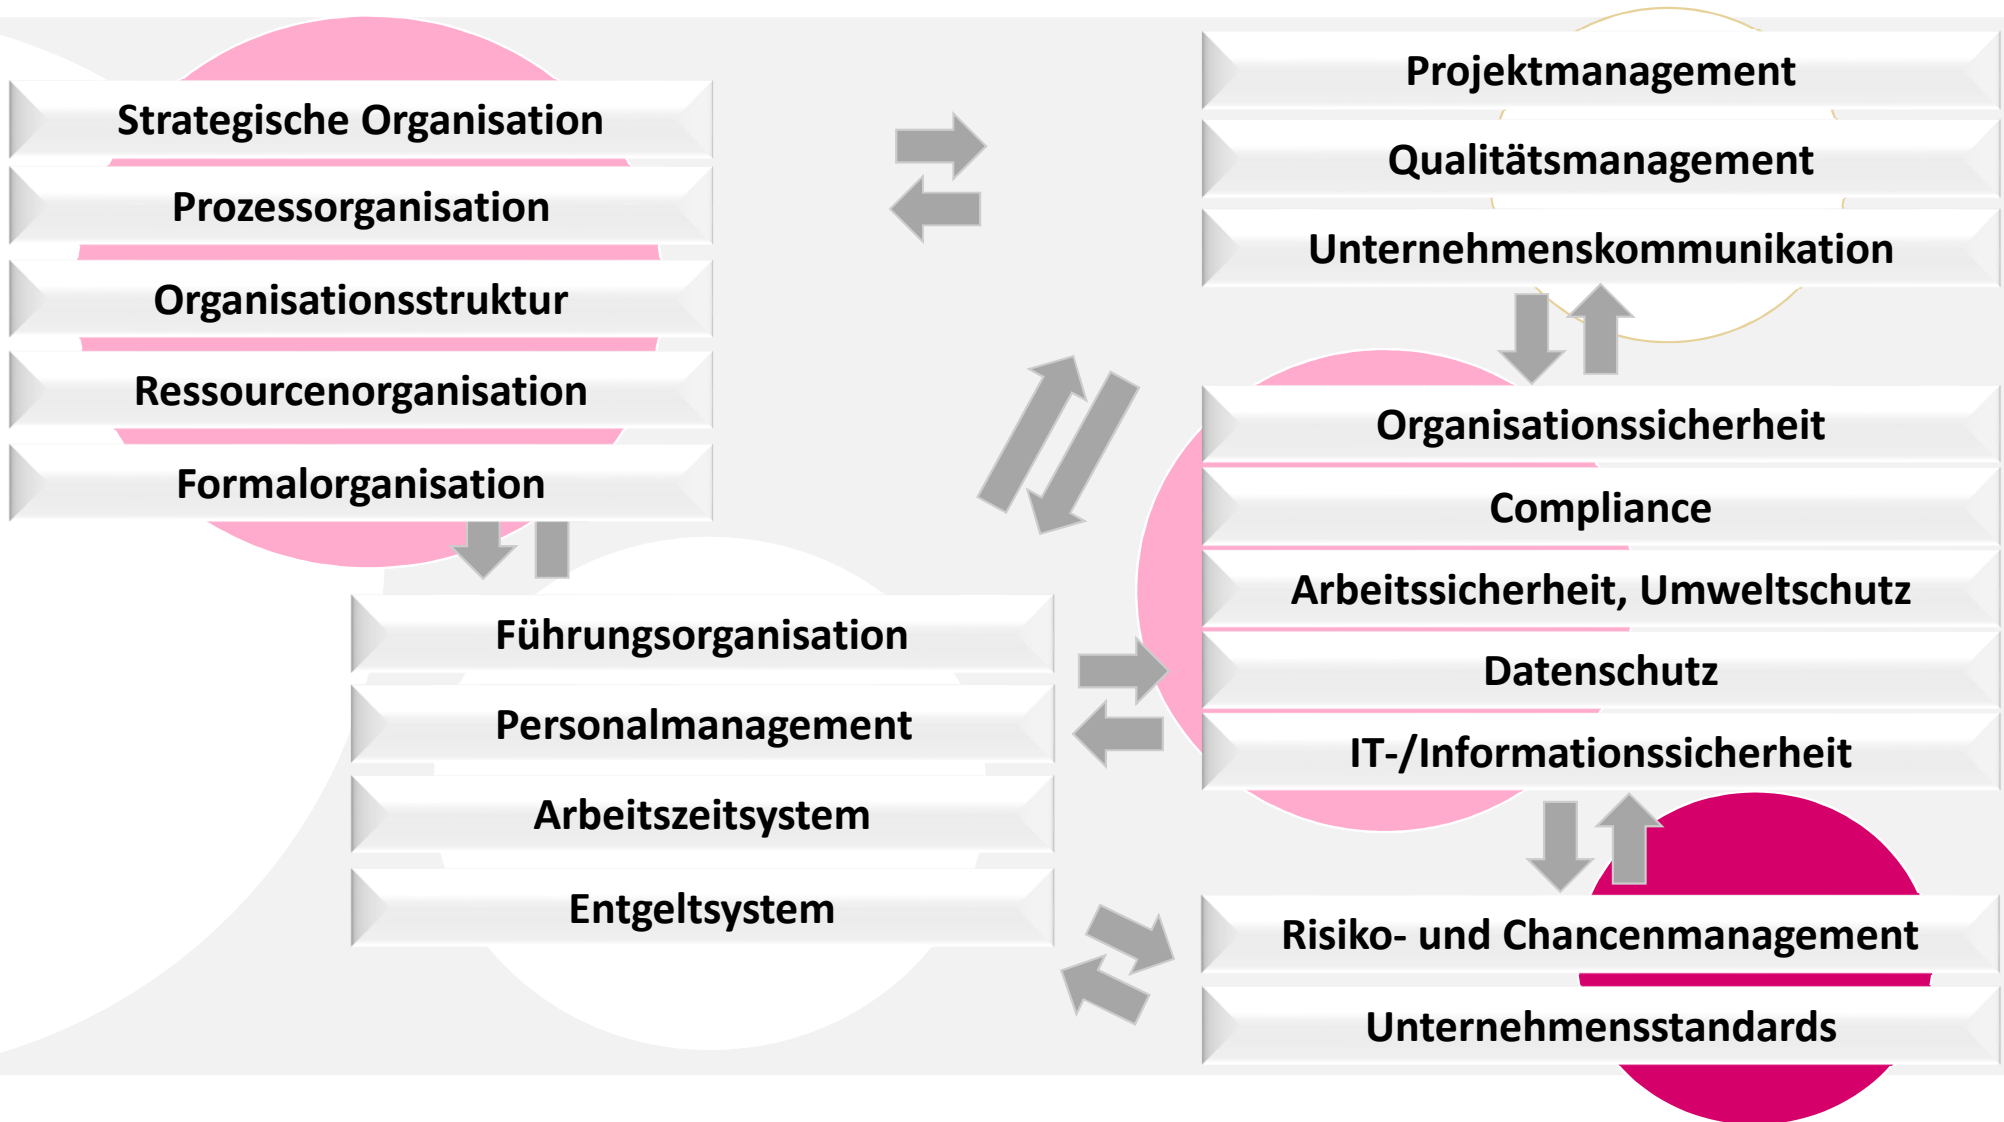 Strategische Organisation
Prozessorganisation
Organisationsstruktur
Ressourcenorganisation
Formalorganisation
Führungsorganisation
Personalmanagement
Arbeitszeitsystem
Entgeltsystem
Projektmanagement
Qualitätsmanagement
Unternehmenskommunikation
Organisationssicherheit
Compliance
Arbeitssicherheit, Umweltschutz
Datenschutz
IT-/Informationssicherheit
Risiko- und Chancenmanagement
Unternehmensstandards